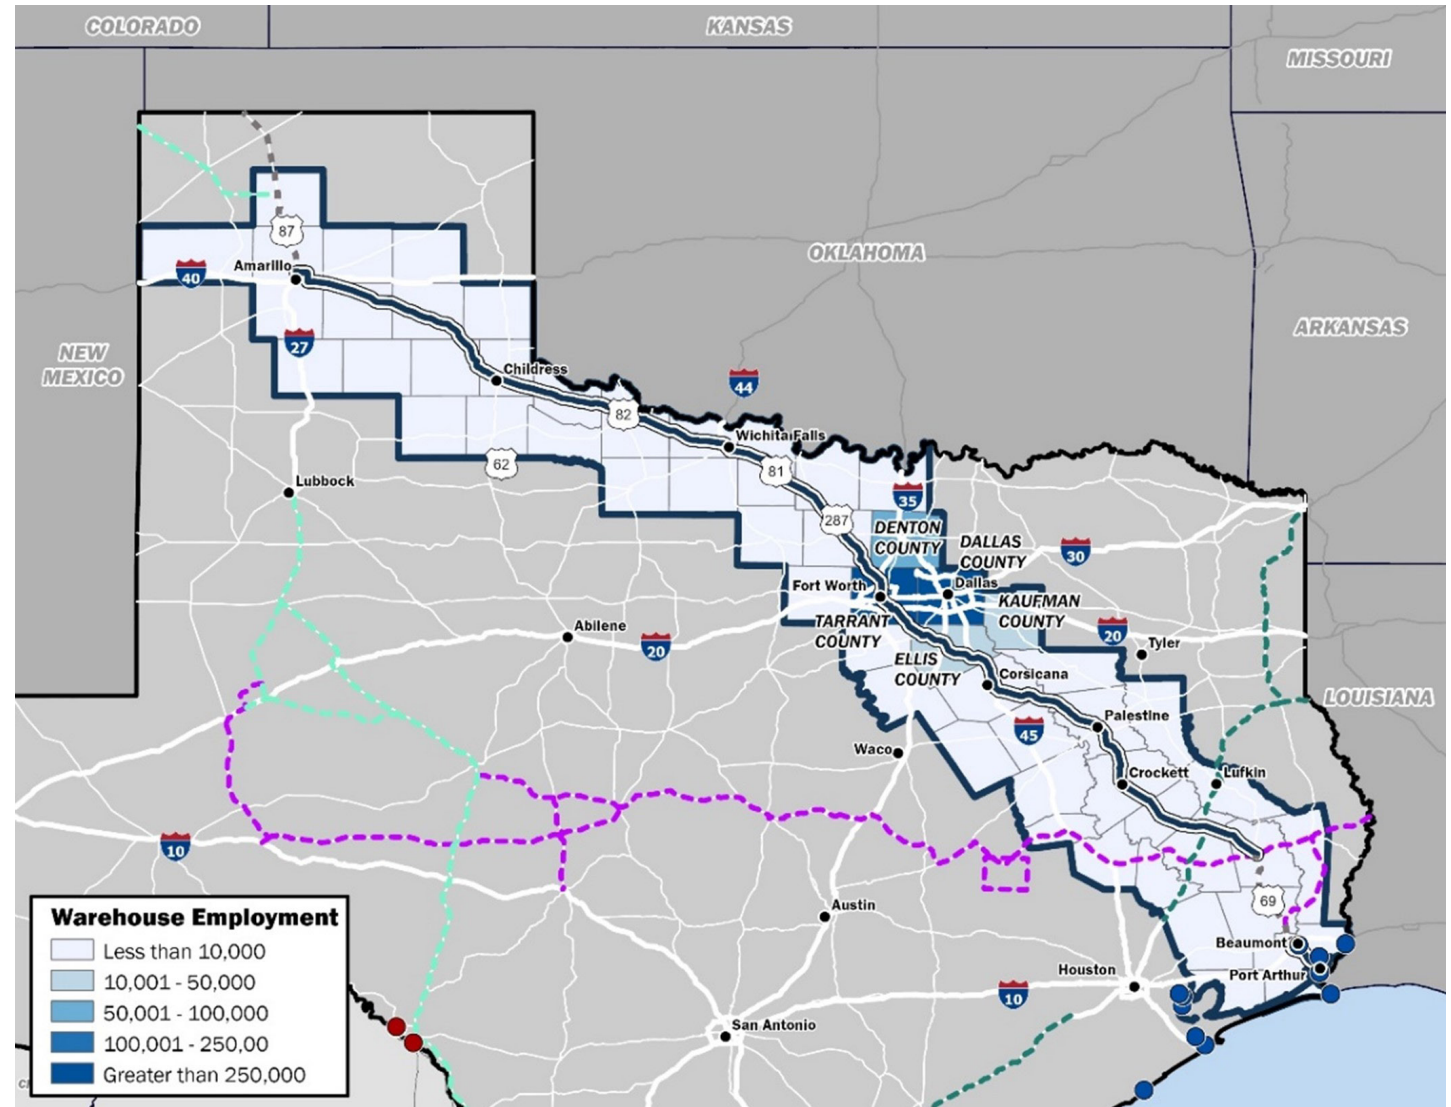 COLORADO
KANSAS
MISSOURI
87
OKLAHOMA
Amarillo
40
ARKANSAS
27
NEW
MEXICO
Childress
44
82
Wichita Falls
81
62
Lubbock
35
287
DENTON
COUNTY
DALLAS
COUNTY
30
Fort Worth
Dallas
KAUFMAN
COUNTY
TARRANT
COUNTY
Abilene
20
20
Tyler
ELLIS
COUNTY
Corsicana
LOUISIANA
Palestine
45
Waco
Crockett
Lufkin
10
69
Austin
Beaumont
Houston
Port Arthur
10
San Antonio
Warehouse Employment
Less than 10,000
10,001 - 50,000
50,001 - 100,000
100,001 - 250,00
Greater than 250,000